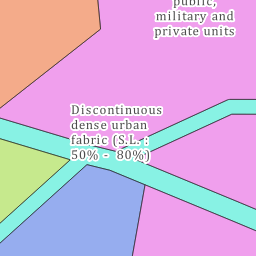 public,
military and
private units
Discontinuous
dense urban
fabric (S.L. :
50% -  80%)